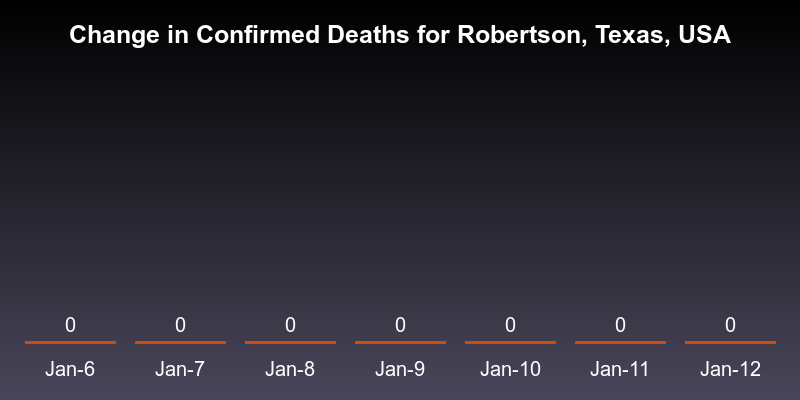 Change in Confirmed Deaths for Robertson, Texas, USA
0 0 0 0 0 0 0
Jan-6 Jan-7 Jan-8 Jan-9 Jan-10 Jan-11 Jan-12